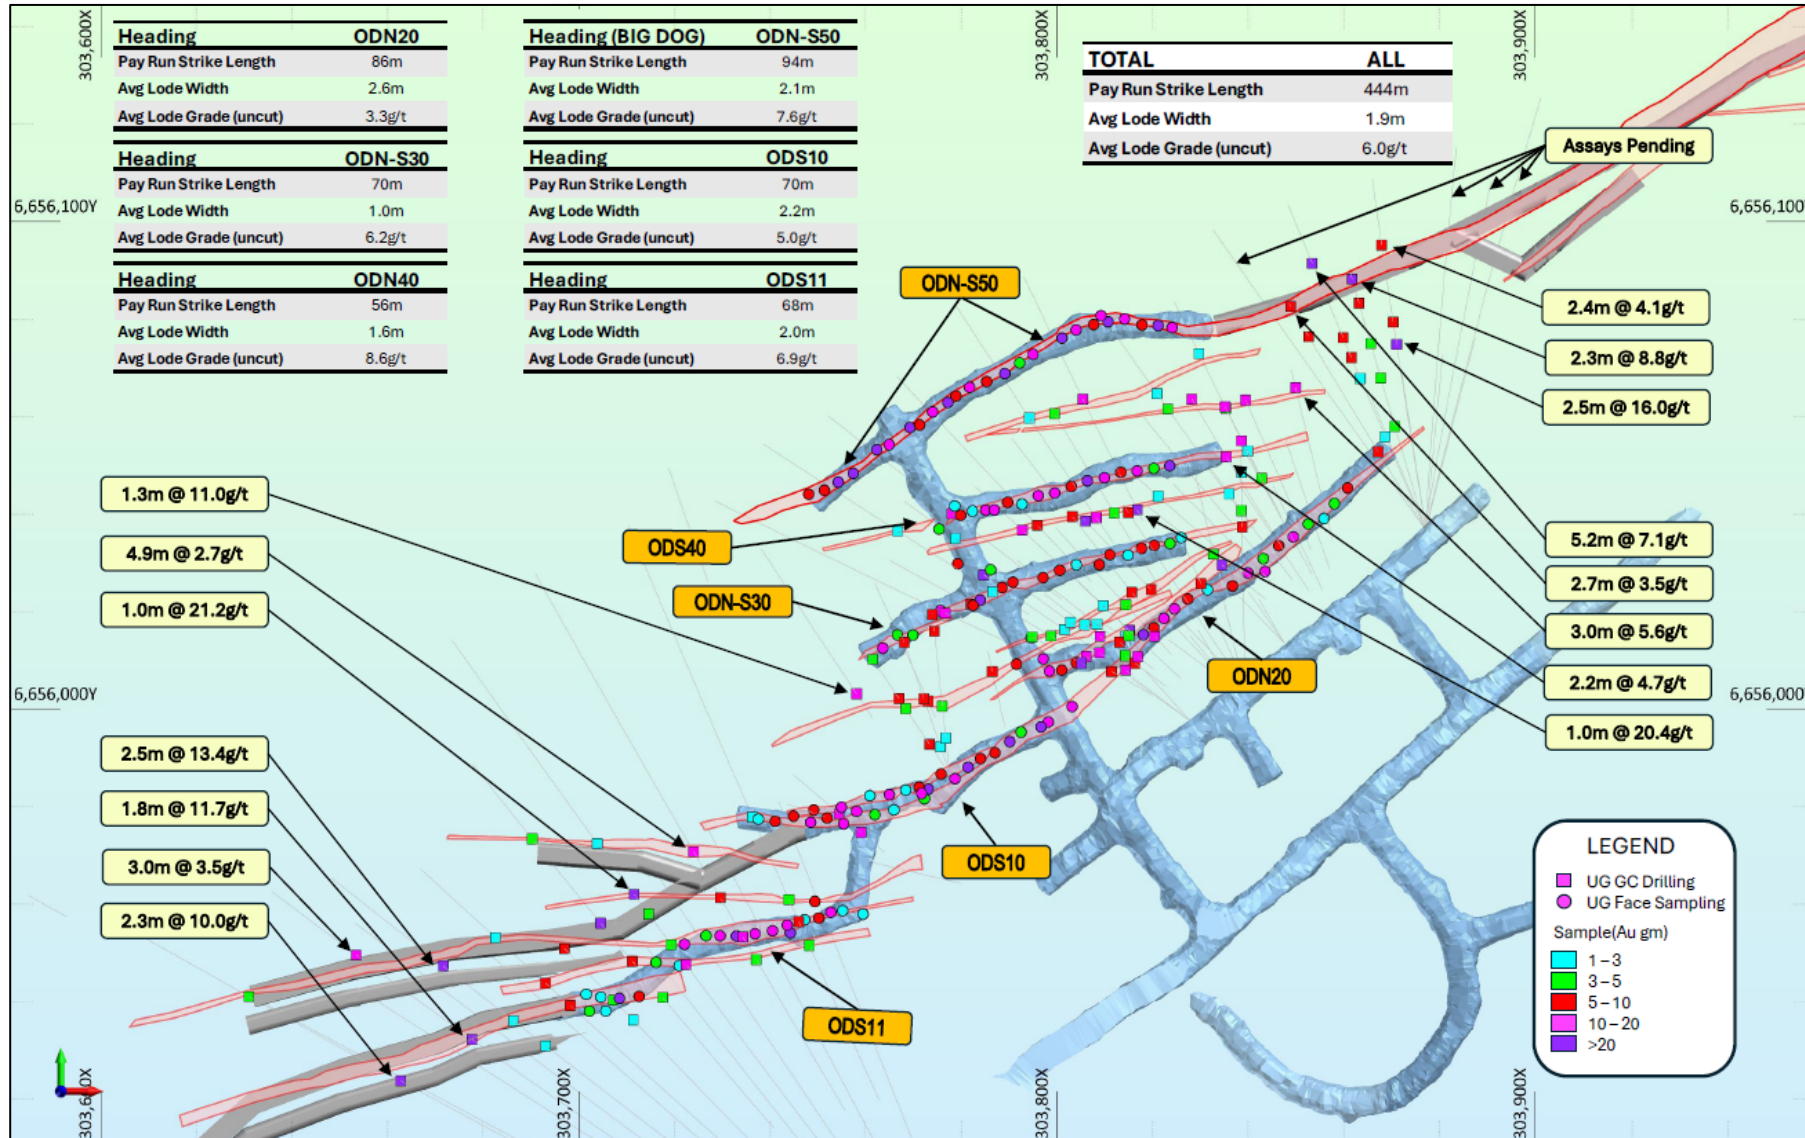 303,600X
303,800X
303,900X
Heading ODN20
Pay Run Strike Length 86m
Avg Lode Width 2.6m
Avg Lode Grade (uncut) 3.3g/t
Heading (BIG DOG) ODN-S50
Pay Run Strike Length 94m
Avg Lode Width 2.1m
Avg Lode Grade (uncut) 7.6g/t
TOTAL ALL
Pay Run Strike Length 444m
Avg Lode Width 1.9m
Avg Lode Grade (uncut) 6.0g/t
Heading ODN-S30
Pay Run Strike Length 70m
Avg Lode Width 1.0m
Avg Lode Grade (uncut) 6.2g/t
Heading ODS10
Pay Run Strike Length 70m
Avg Lode Width 2.2m
Avg Lode Grade (uncut) 5.0g/t
Heading ODN40
Pay Run Strike Length 56m
Avg Lode Width 1.6m
Avg Lode Grade (uncut) 8.6g/t
Heading ODS11
Pay Run Strike Length 68m
Avg Lode Width 2.0m
Avg Lode Grade (uncut) 6.9g/t
Assays Pending
6,656,100Y
6,656,100Y
ODN-S50
2.4m @ 4.1g/t
2.3m @ 8.8g/t
2.5m @ 16.0g/t
1.3m @ 11.0g/t
4.9m @ 2.7g/t
1.0m @ 21.2g/t
ODS40
ODN-S30
ODN20
5.2m @ 7.1g/t
2.7m @ 3.5g/t
3.0m @ 5.6g/t
2.2m @ 4.7g/t
1.0m @ 20.4g/t
6,656,000Y
6,656,000Y
2.5m @ 13.4g/t
1.8m @ 11.7g/t
3.0m @ 3.5g/t
2.3m @ 10.0g/t
ODS10
ODS11
LEGEND
UG GC Drilling
UG Face Sampling
Sample(Au gm)
1 – 3
3 – 5
5 – 10
10 – 20
>20
303,600X
303,700X
303,800X
303,900X